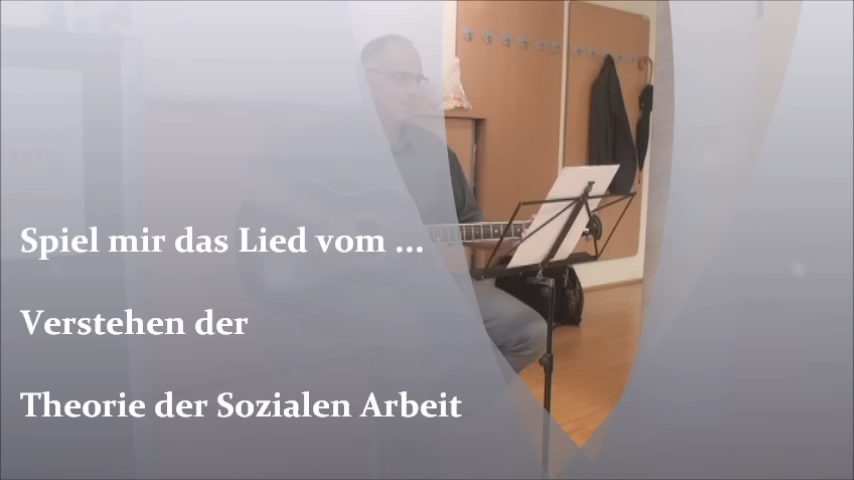 Spiel mir das Lied vom ...
Verstehen der
Theorie der Sozialen Arbeit